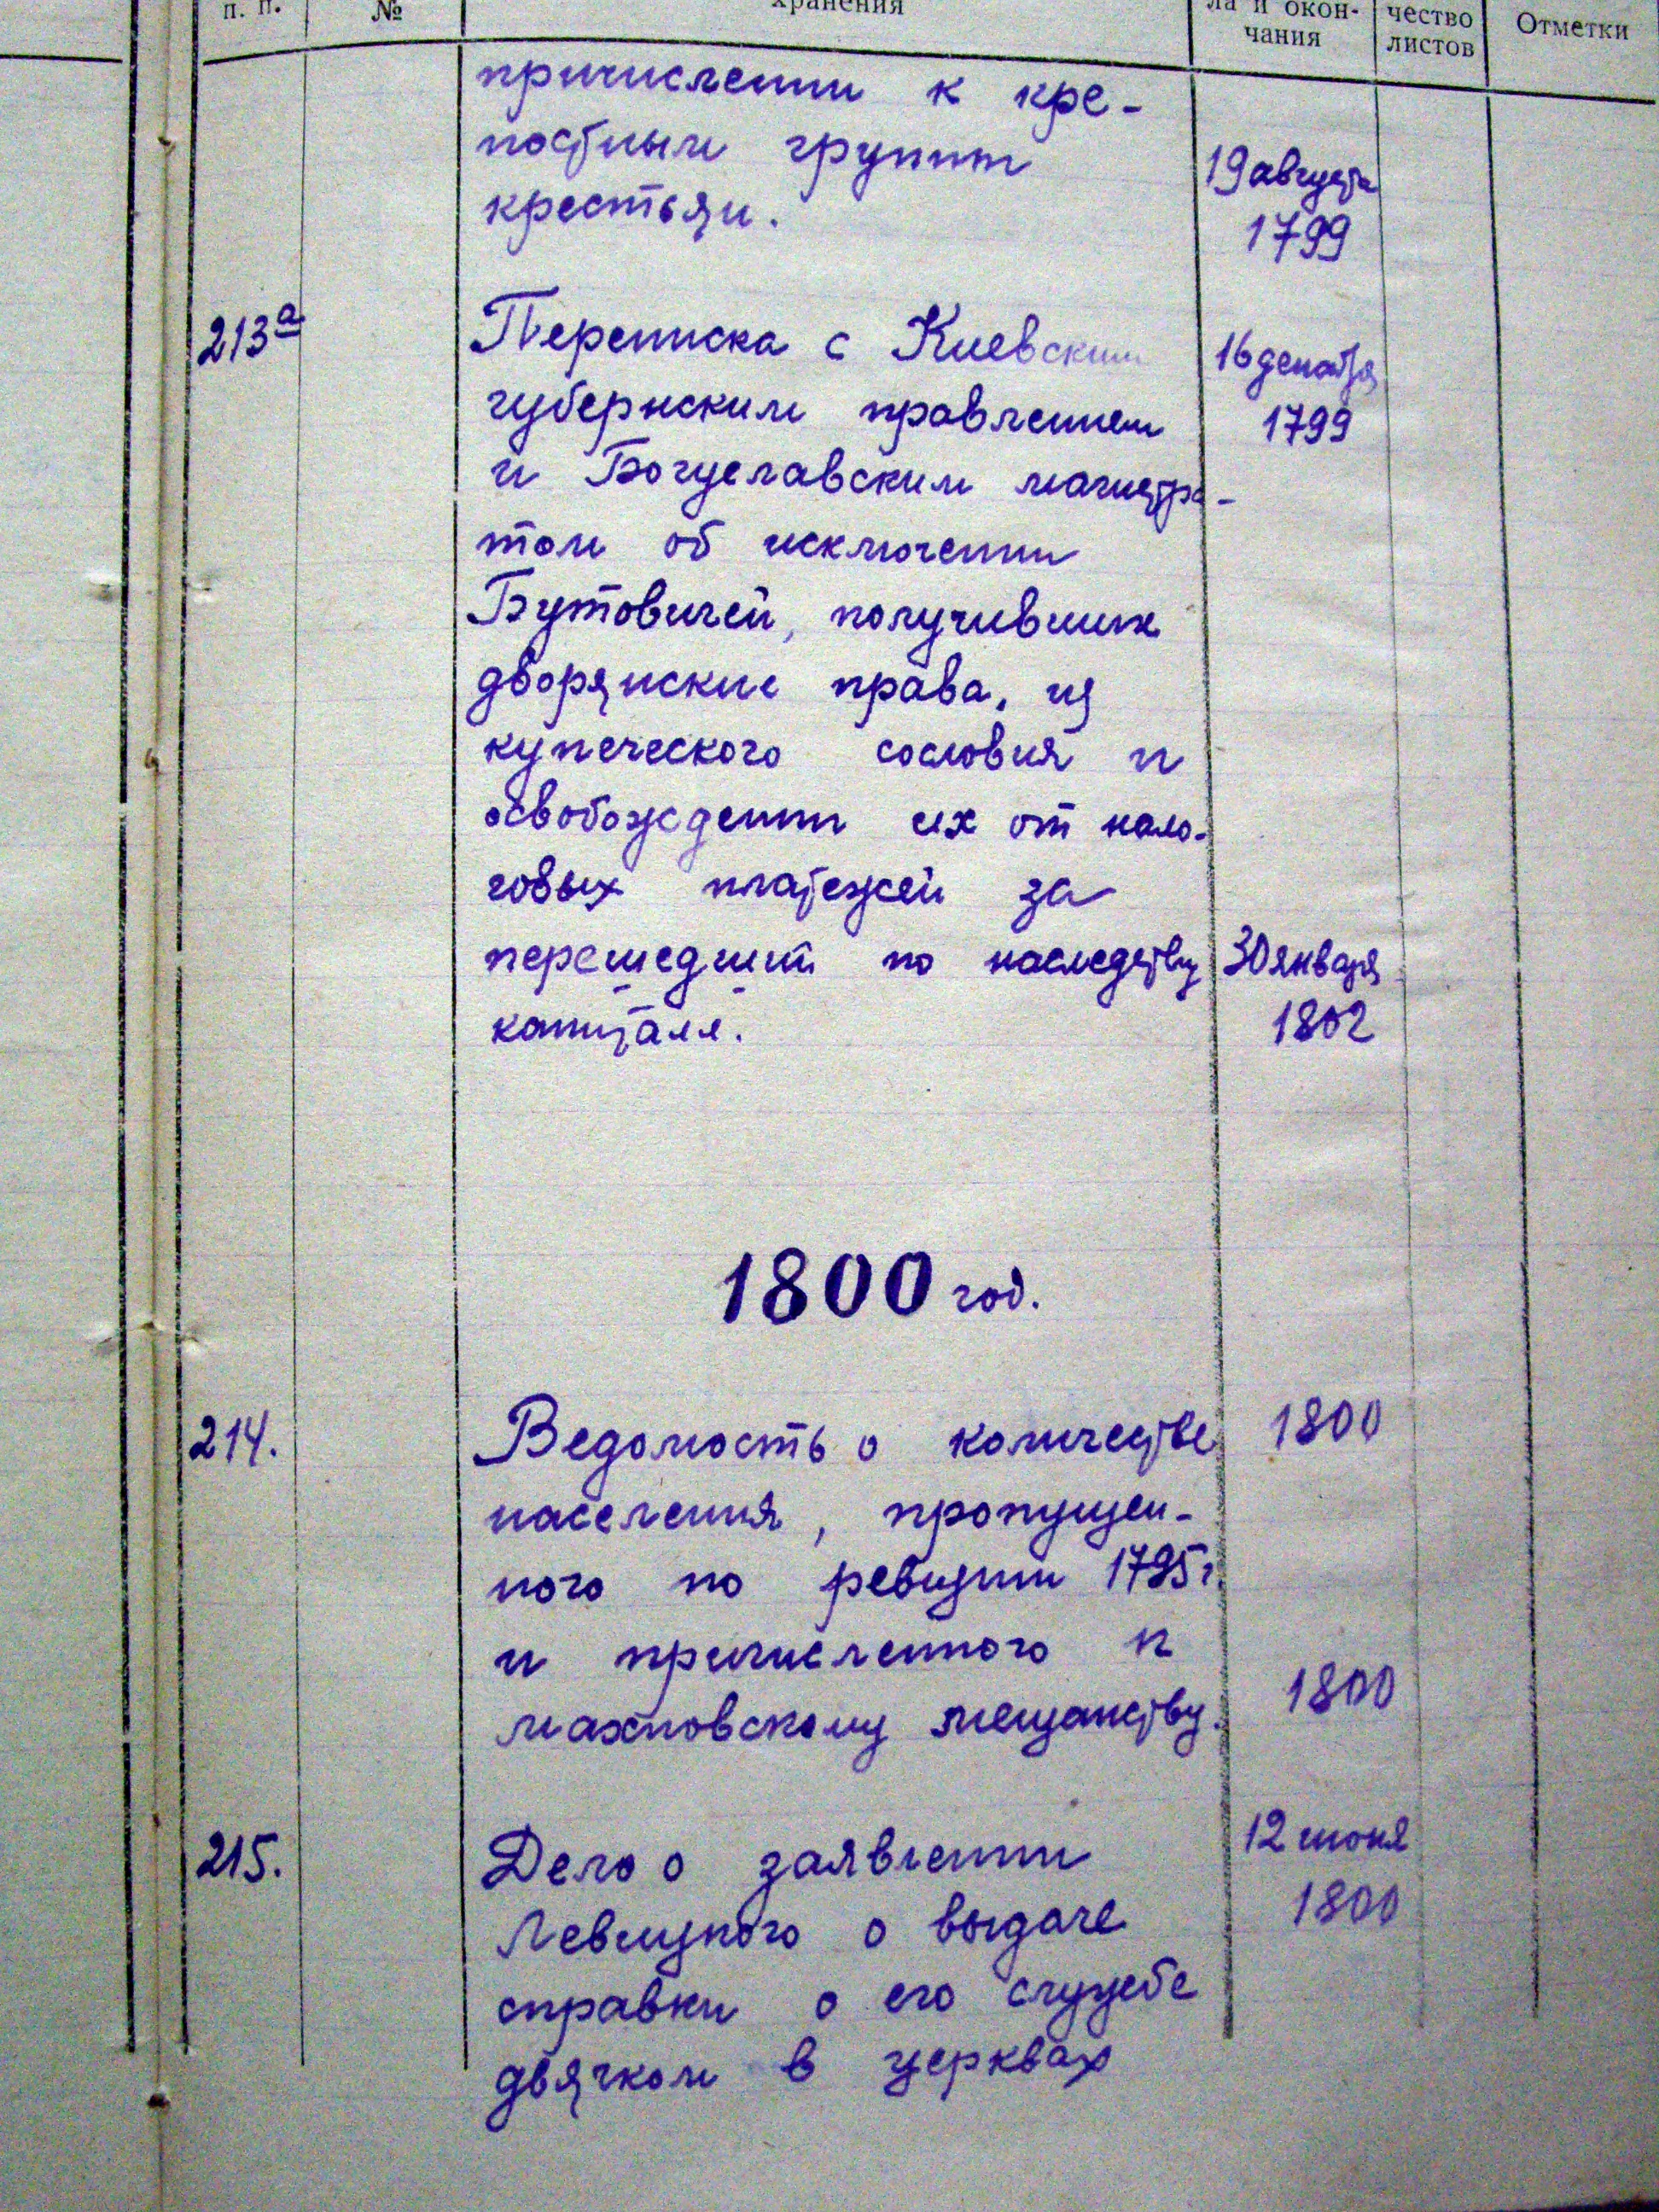 п. п.
№
хранения
ла и окон-
чания
чество
листов
Отметки
причислении к кре-
постным групп
крестьян.
19 августа
1799
213а
Переписка с Киевским
губернским правлением
и Богуславским магистра-
том об исключении
Бутовичей, получивших
дворянские права, из
купеческого сословия и
освобождении их от нало-
говых платежей за
перешедший по наследству
капитал.
16 декабря
1799
30 января
1802
1800 год.
214.
Ведомость о количестве
населения, пропущен-
ного по ревизии 1795 г.
и причисленного к
махновскому мещанству.
1800
1800
215.
Дело о заявлении
Левицкого о выдаче
справки о его службе
дьячком в церквах
12 июня
1800